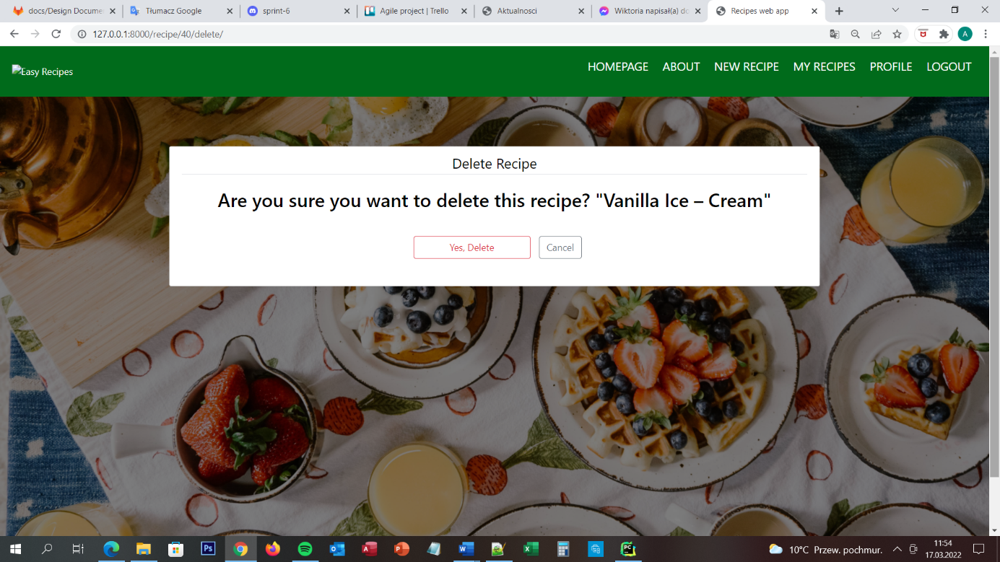 docs/Design Documen
Tłumacz Google
sprint-6
Agile project | Trello
Aktualnosci
Wiktoria napisał(a) do
Recipes web app
127.0.0.1:8000/recipe/40/delete/
A
Easy Recipes
HOMEPAGE ABOUT NEW RECIPE MY RECIPES PROFILE LOGOUT
Delete Recipe
Are you sure you want to delete this recipe? "Vanilla Ice – Cream"
Yes, Delete Cancel
Ps
10°C Przew. pochmur.
11:54
17.03.2022